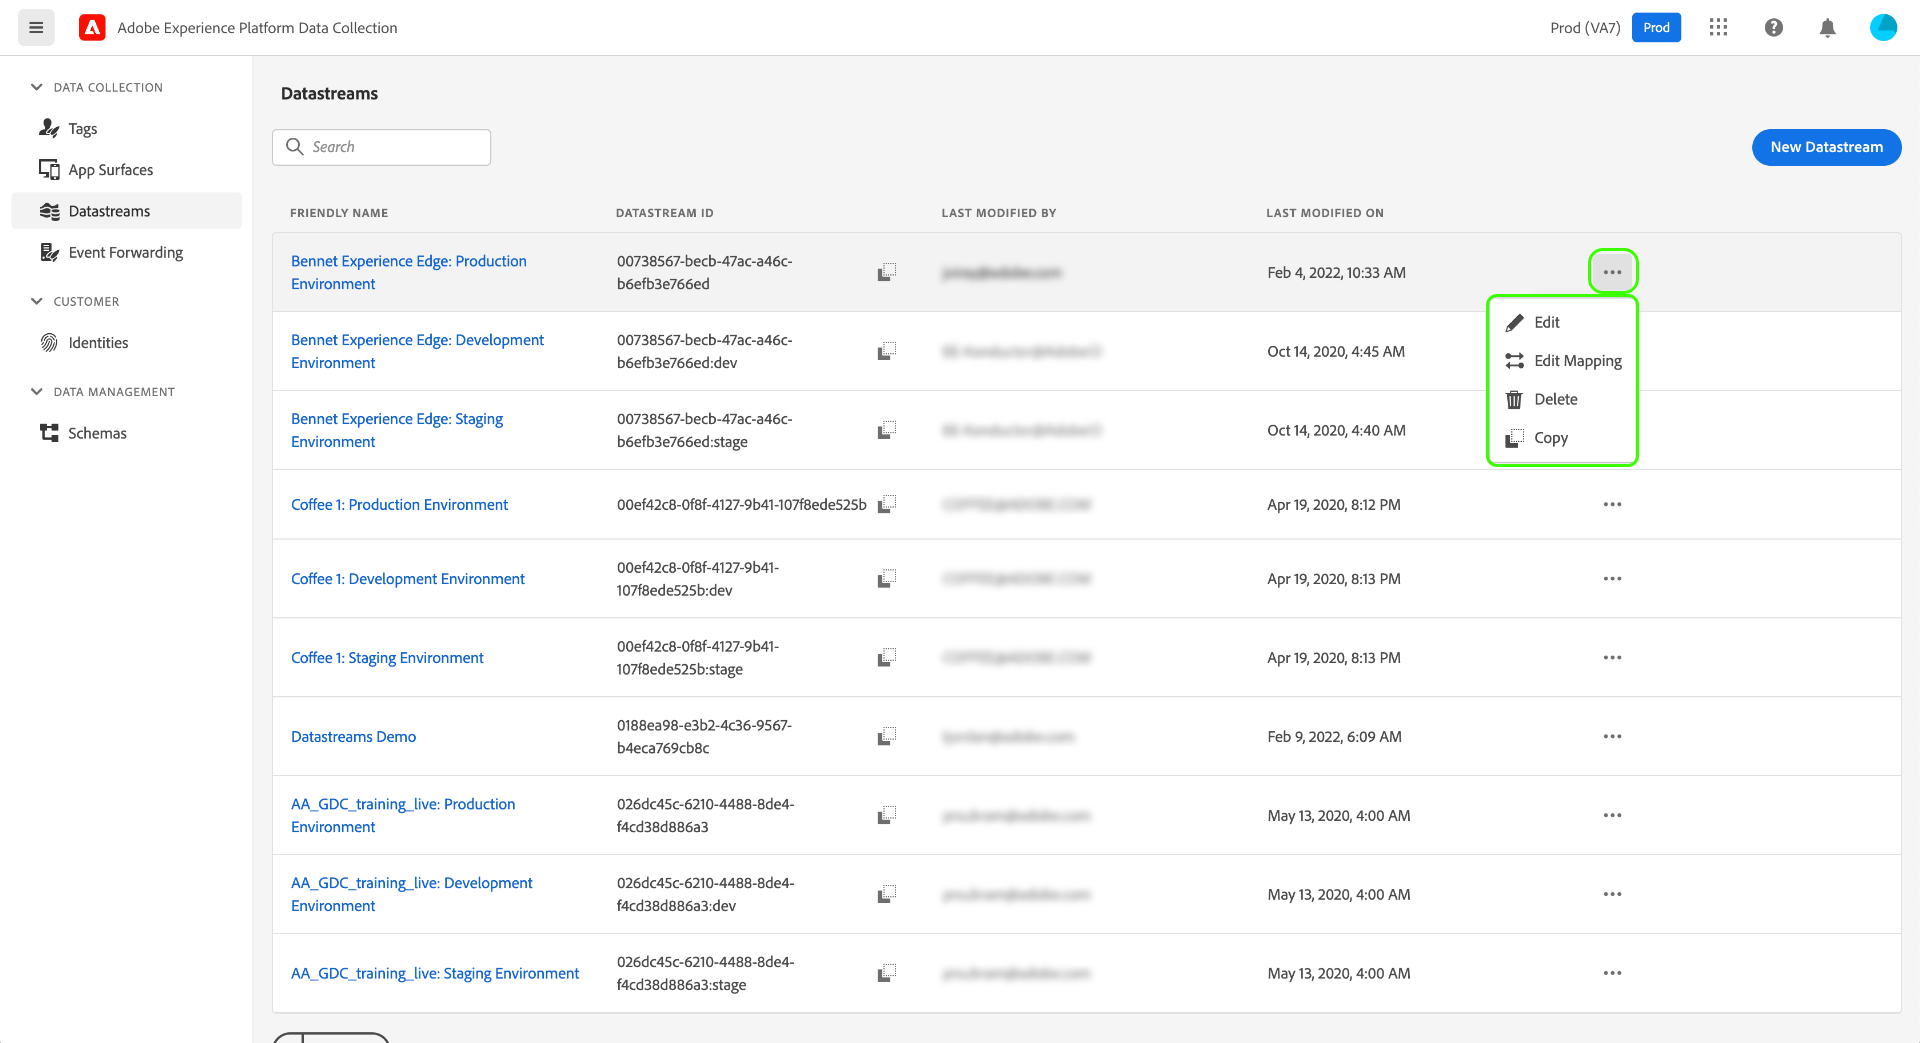 Adobe Experience Platform Data Collection
Prod (VA7)
Prod
DATA COLLECTION
Tags
App Surfaces
Datastreams
Event Forwarding
CUSTOMER
Identities
DATA MANAGEMENT
Schemas
Datastreams
Search
New Datastream
FRIENDLY NAME
DATASTREAM ID
LAST MODIFIED BY
LAST MODIFIED ON
Bennet Experience Edge: Production
Environment
00738567-becb-47ac-a46c-
b6efb3e766ed
Feb 4, 2022, 10:33 AM
Edit
Edit Mapping
Delete
Copy
Bennet Experience Edge: Development
Environment
00738567-becb-47ac-a46c-
b6efb3e766ed:dev
Oct 14, 2020, 4:45 AM
Bennet Experience Edge: Staging
Environment
00738567-becb-47ac-a46c-
b6efb3e766ed:stage
Oct 14, 2020, 4:40 AM
Coffee 1: Production Environment
00ef42c8-0f8f-4127-9b41-107f8ede525b
Apr 19, 2020, 8:12 PM
Coffee 1: Development Environment
00ef42c8-0f8f-4127-9b41-
107f8ede525b:dev
Apr 19, 2020, 8:13 PM
Coffee 1: Staging Environment
00ef42c8-0f8f-4127-9b41-
107f8ede525b:stage
Apr 19, 2020, 8:13 PM
Datastreams Demo
0188ea98-e3b2-4c36-9567-
b4eca769cb8c
Feb 9, 2022, 6:09 AM
AA_GDC_training_live: Production
Environment
026dc45c-6210-4488-8de4-
f4cd38d886a3
May 13, 2020, 4:00 AM
AA_GDC_training_live: Development
Environment
026dc45c-6210-4488-8de4-
f4cd38d886a3:dev
May 13, 2020, 4:00 AM
AA_GDC_training_live: Staging Environment
026dc45c-6210-4488-8de4-
f4cd38d886a3:stage
May 13, 2020, 4:00 AM